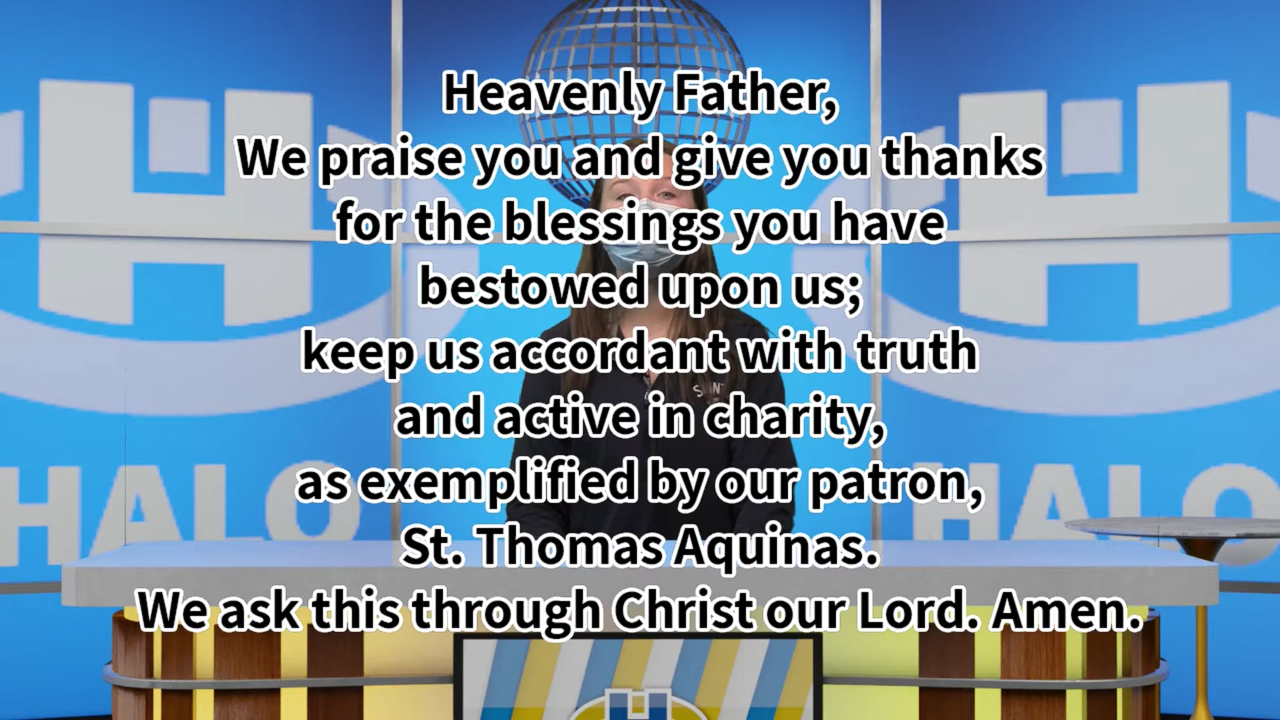 Heavenly Father,
We praise you and give you thanks
for the blessings you have
bestowed upon us;
keep us accordant with truth
and active in charity,
as exemplified by our patron,
St. Thomas Aquinas.
We ask this through Christ our Lord. Amen.
H
H
HALO
HALO